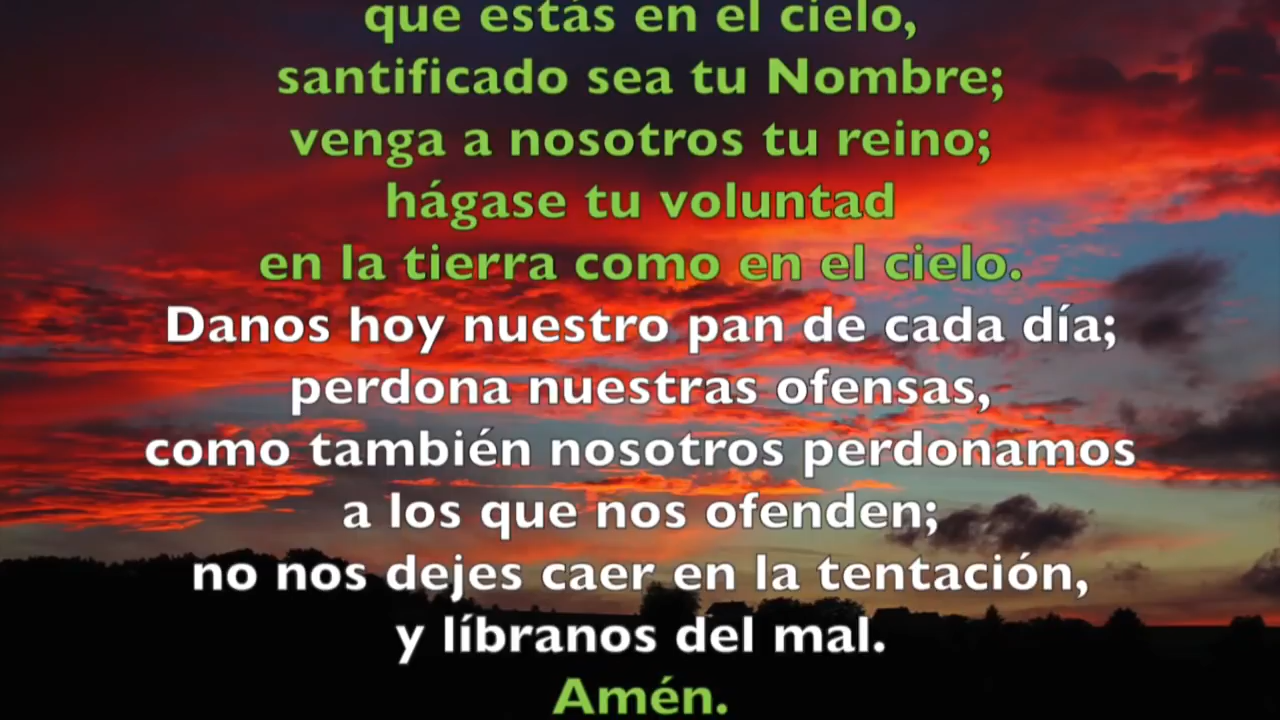 que estás en el cielo,
santificado sea tu Nombre;
venga a nosotros tu reino;
hágase tu voluntad
en la tierra como en el cielo.
Danos hoy nuestro pan de cada día;
perdona nuestras ofensas,
como también nosotros perdonamos
a los que nos ofenden;
no nos dejes caer en la tentación,
y líbranos del mal.
Amén.